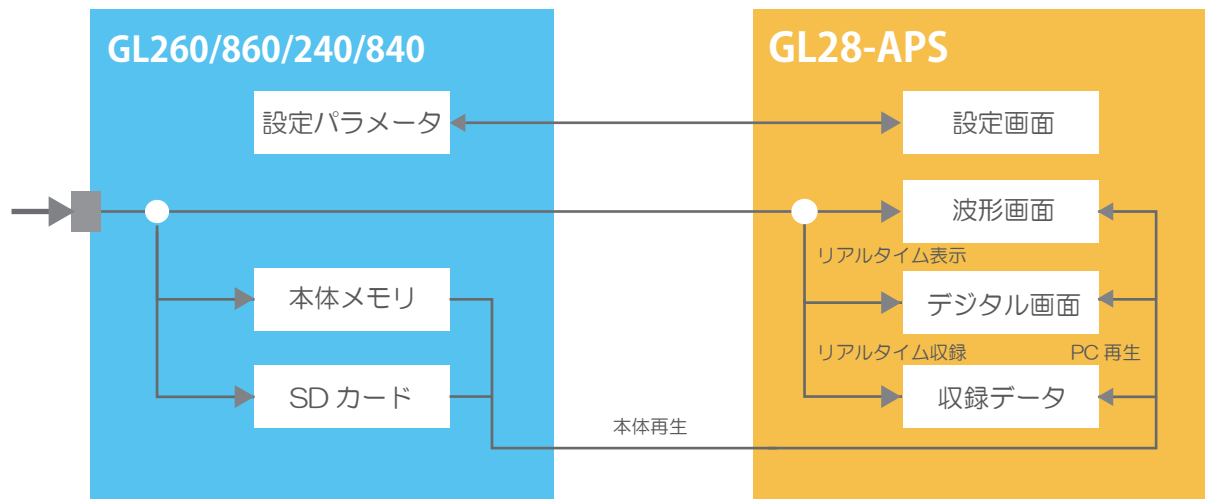 GL260/860/240/840
GL28-APS
設定パラメータ
設定画面
波形画面
リアルタイム表示
本体メモリ
デジタル画面
リアルタイム収録
PC 再生
SD カード
収録データ
本体再生